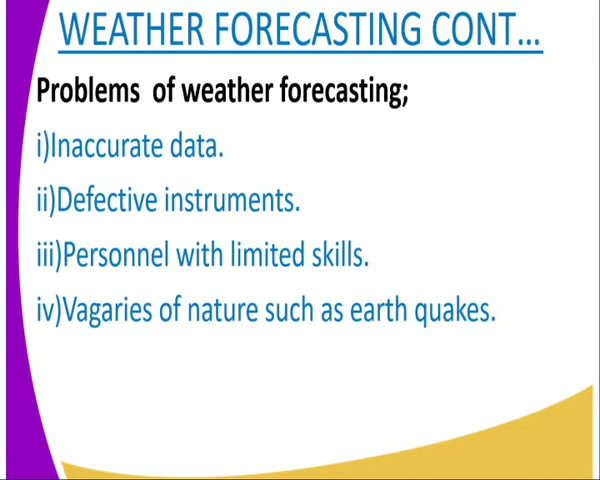 WEATHER FORECASTING CONT...
Problems of weather forecasting;
i)Inaccurate data.
ii)Defective instruments.
iii)Personnel with limited skills.
iv)Vagaries of nature such as earth quakes.